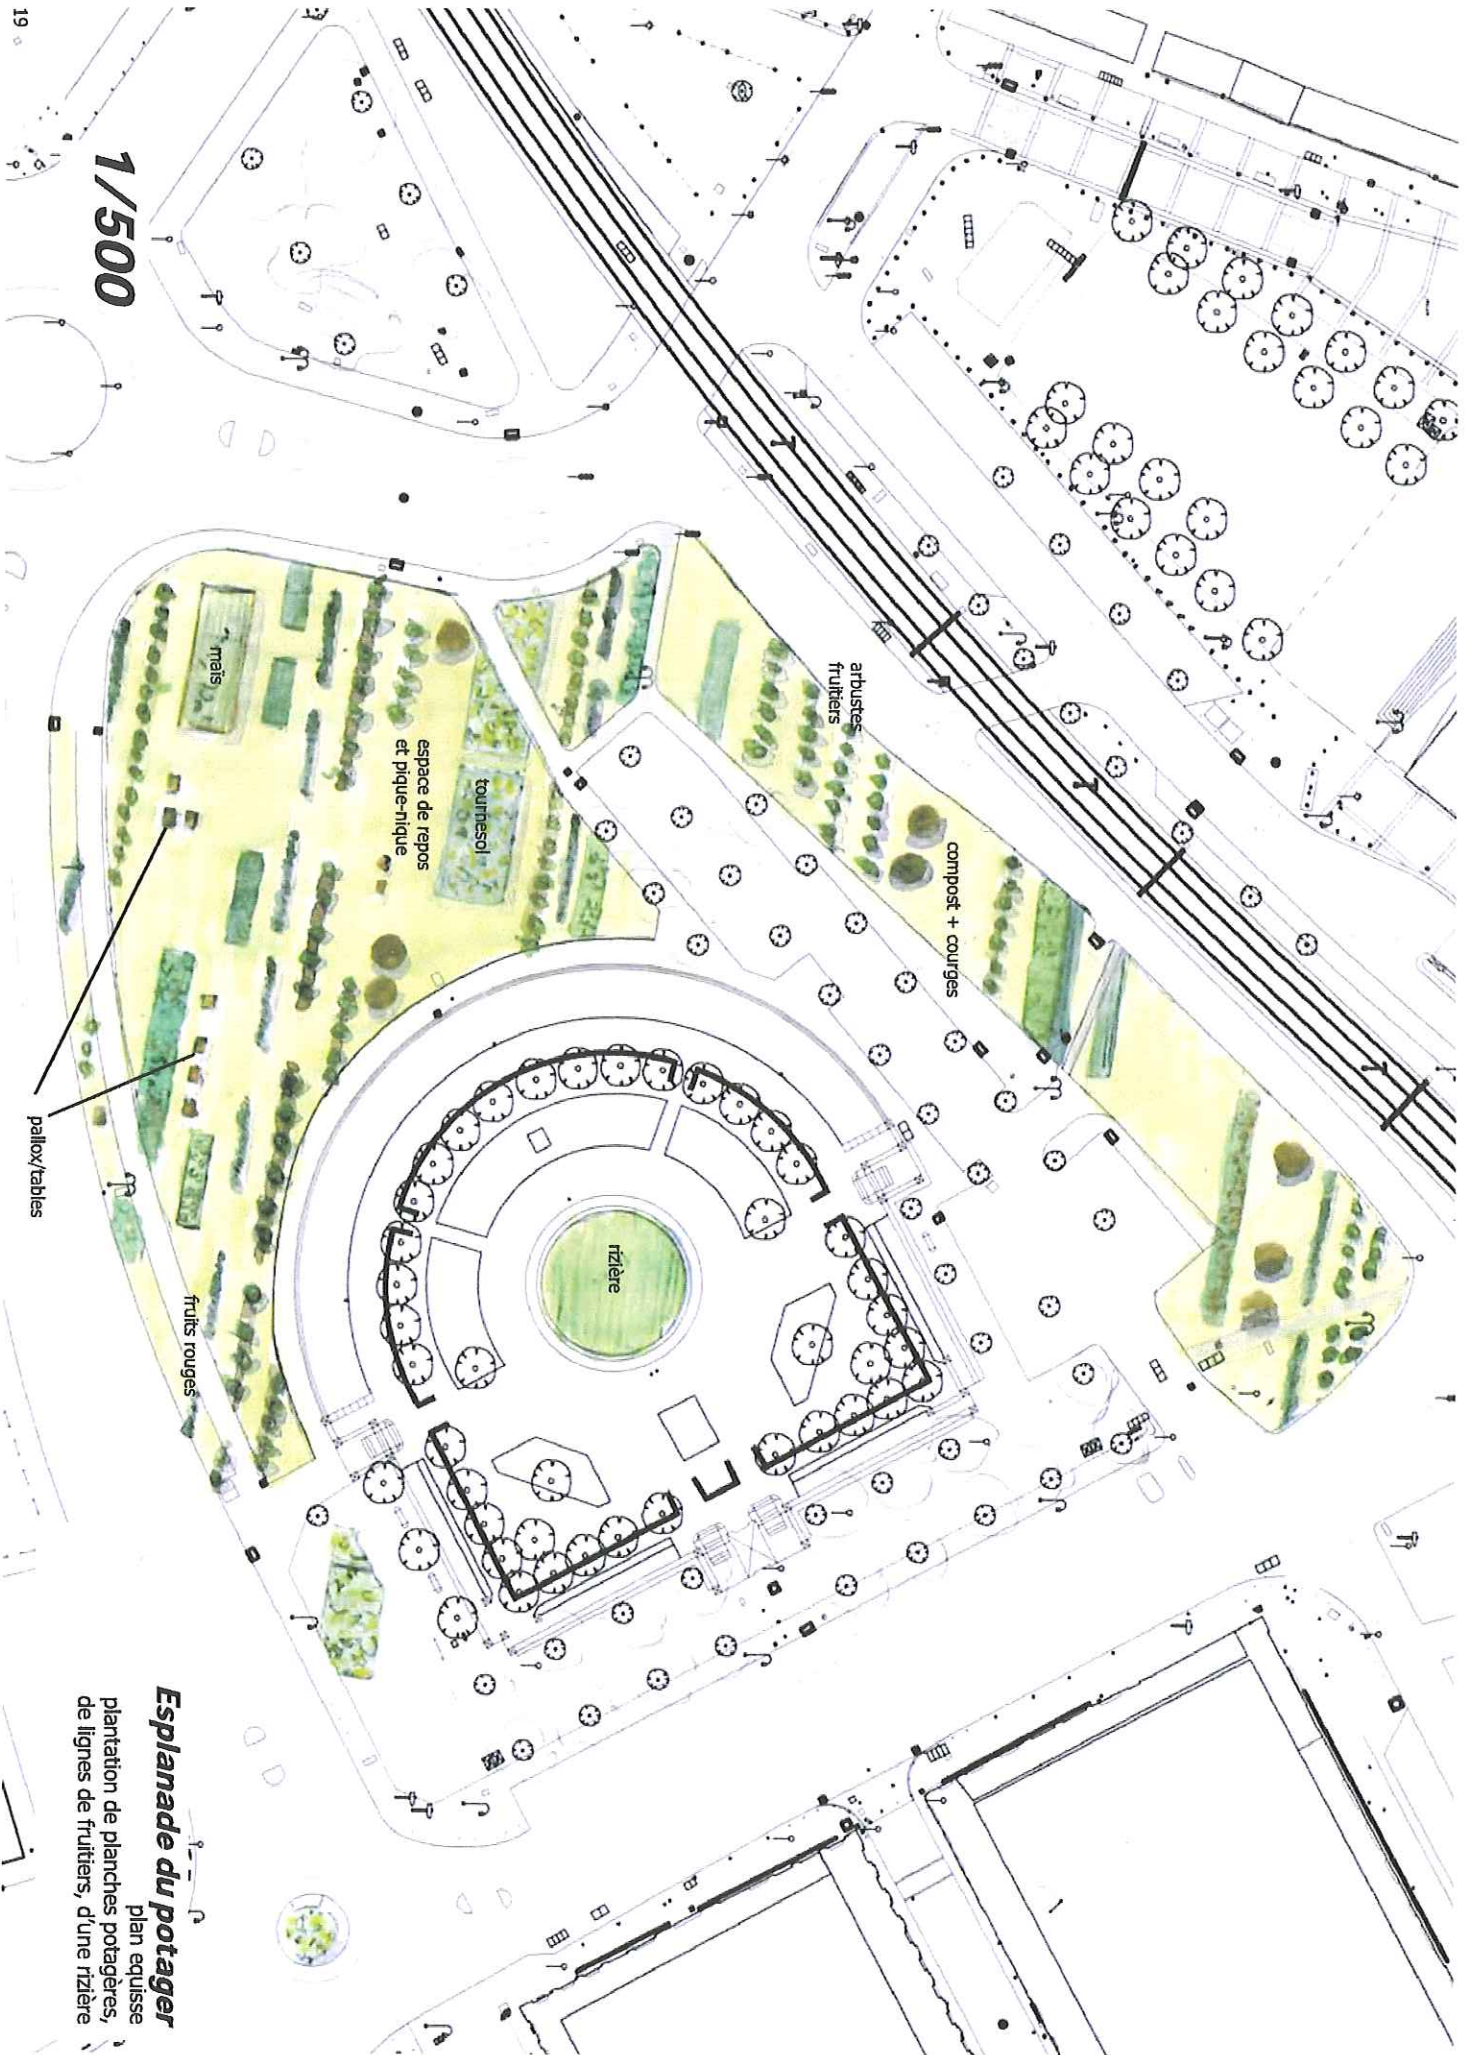 19
1/500
maïs
arbustes
fruitiers
espace de repos
et pique-nique
tournesol
compost + courges
pallox/tables
rizière
fruits rouges
Esplanade du potager
plan equisse
plantation de planches potagères,
de lignes de fruitiers, d'une rizière